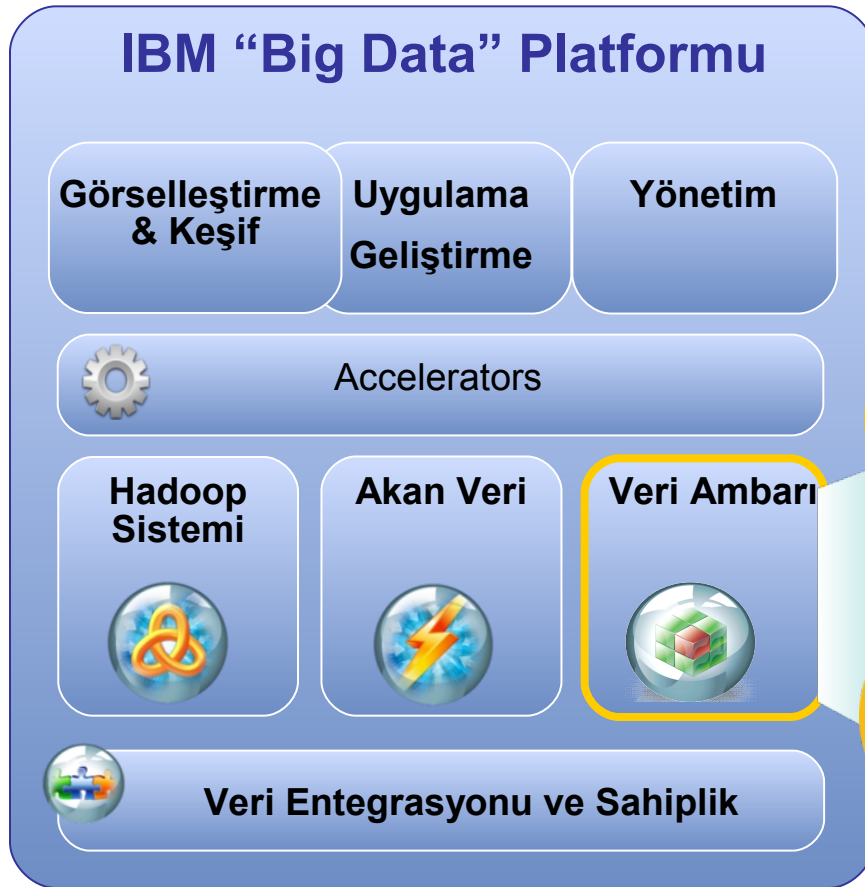 IBM “Big Data” Platformu
Görselleştirme
& Keşif
Uygulama
Geliştirme
Yönetim
Accelerators
Hadoop
Sistemi
Akan Veri
Veri Ambarı
Veri Entegrasyonu ve Sahiplik